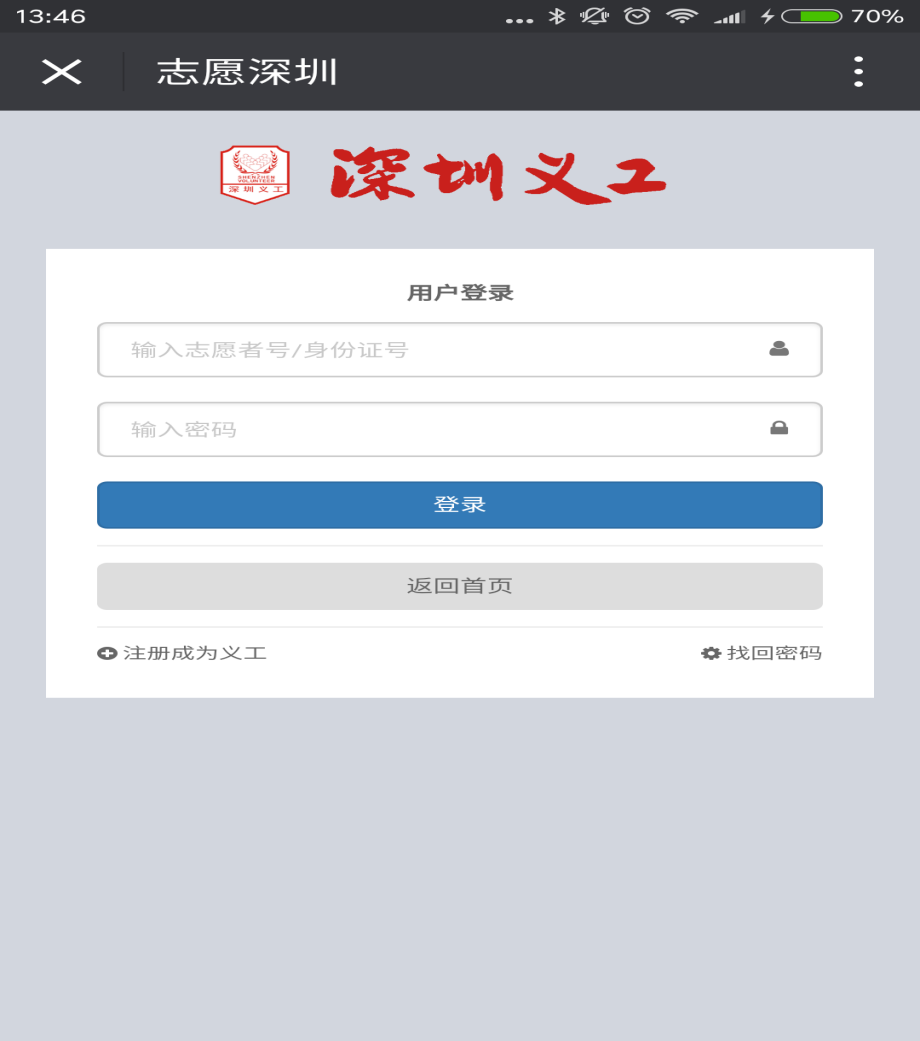 13:46
70%
志愿深圳
SHENZHEN
VOLUNTEER
深圳义工
深圳义工
用户登录
输入志愿者号/身份证号
输入密码
登录
返回首页
注册成为义工
找回密码